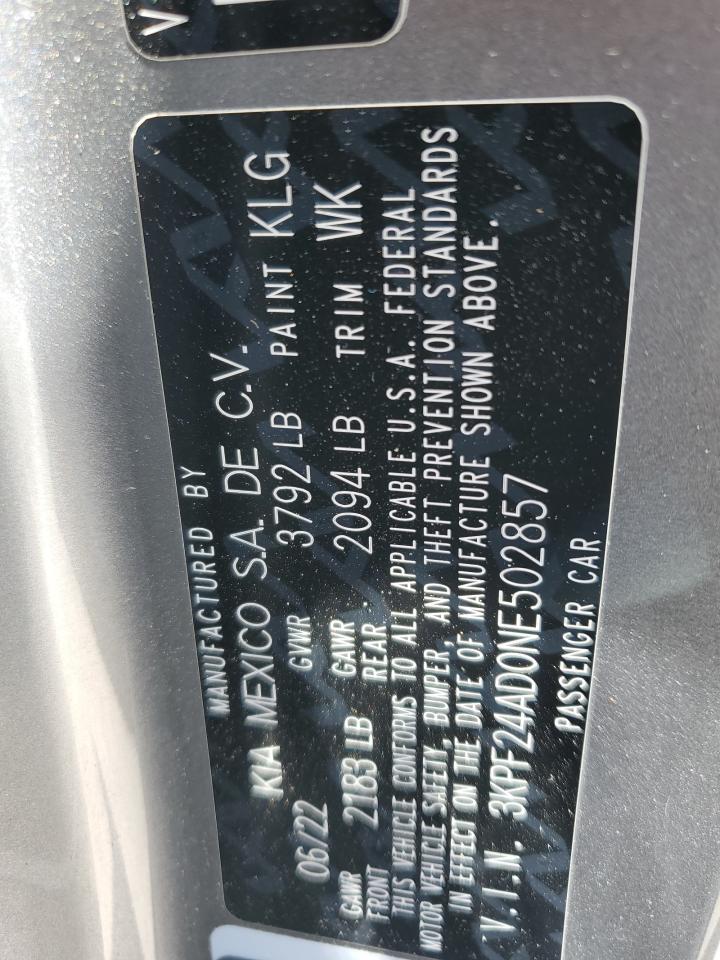 V
MANUFACTURED BY
KIA MEXICO S.A. DE C.V.
06/22 GVWR 3792 LB PAINT KLG
GAWR FRONT 2183 LB GAWR REAR 2094 LB TRIM WK
THIS VEHICLE CONFORMS TO ALL APPLICABLE U.S.A. FEDERAL
MOTOR VEHICLE SAFETY, BUMPER, AND THEFT PREVENTION STANDARDS
IN EFFECT ON THE DATE OF MANUFACTURE SHOWN ABOVE.
V.I.N. 3KPF24AD0NE502857
PASSENGER CAR